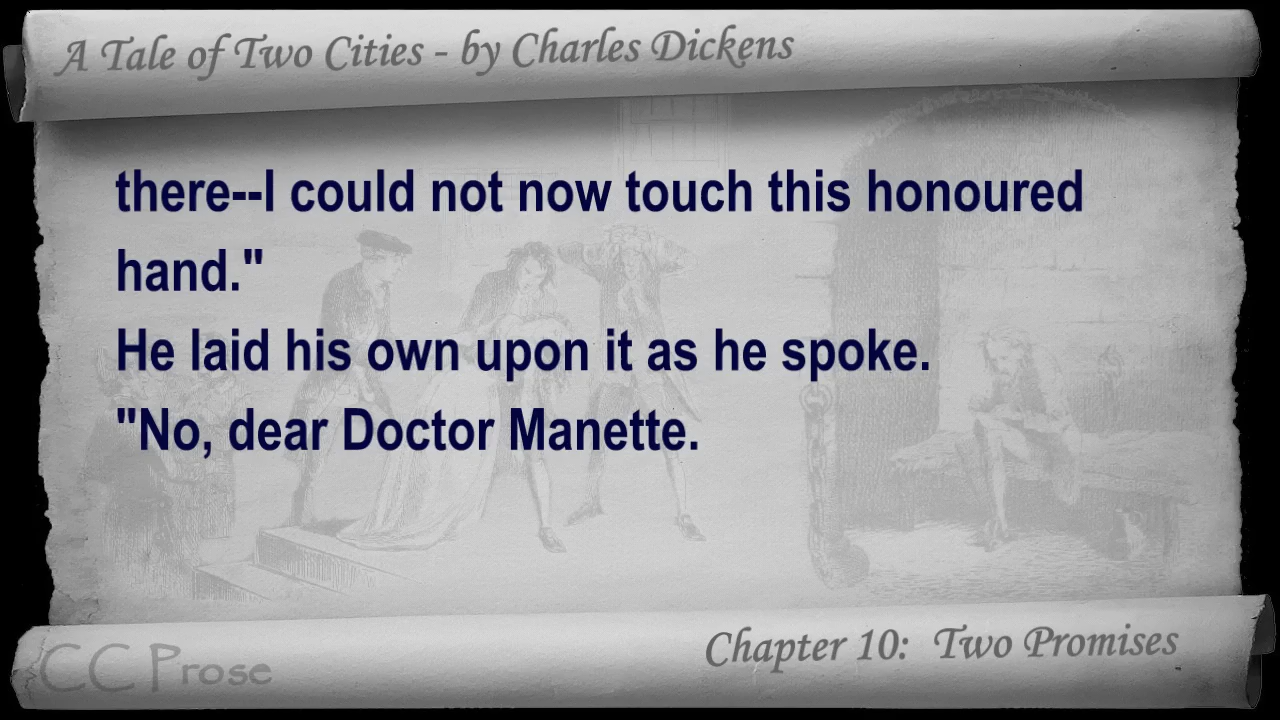 A Tale of Two Cities - by Charles Dickens
there--I could not now touch this honoured
hand."
He laid his own upon it as he spoke.
"No, dear Doctor Manette.
Chapter 10: Two Promises
CC Prose